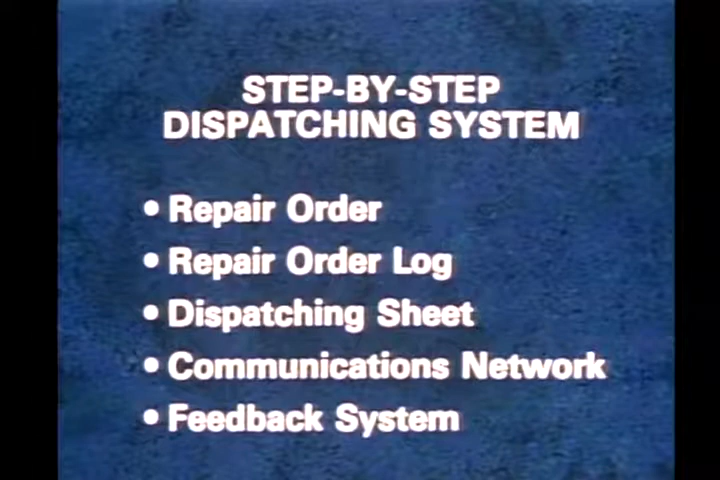 STEP-BY-STEP
DISPATCHING SYSTEM
• Repair Order
• Repair Order Log
• Dispatching Sheet
• Communications Network
• Feedback System